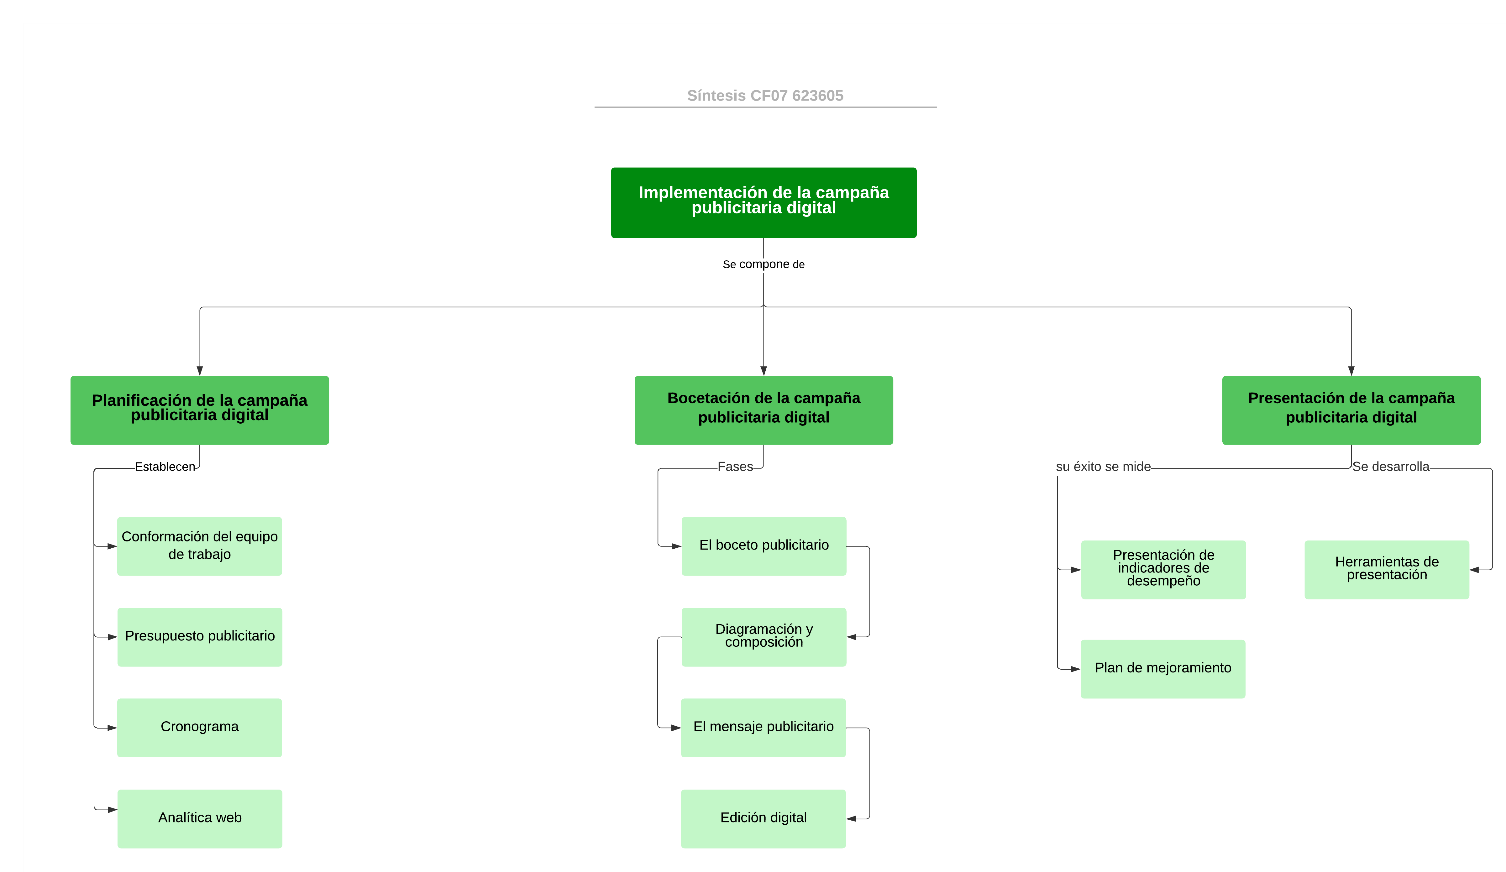 Síntesis CF07 623605
Implementación de la campaña
publicitaria digital
Se compone de
Planificación de la campaña
publicitaria digital
Establecen
Conformación del equipo
de trabajo
Presupuesto publicitario
Cronograma
Analítica web
Bocetación de la campaña
publicitaria digital
Fases
El boceto publicitario
Diagramación y
composición
El mensaje publicitario
Edición digital
Presentación de la campaña
publicitaria digital
su éxito se mide
Presentación de
indicadores de
desempeño
Plan de mejoramiento
Se desarrolla
Herramientas de
presentación